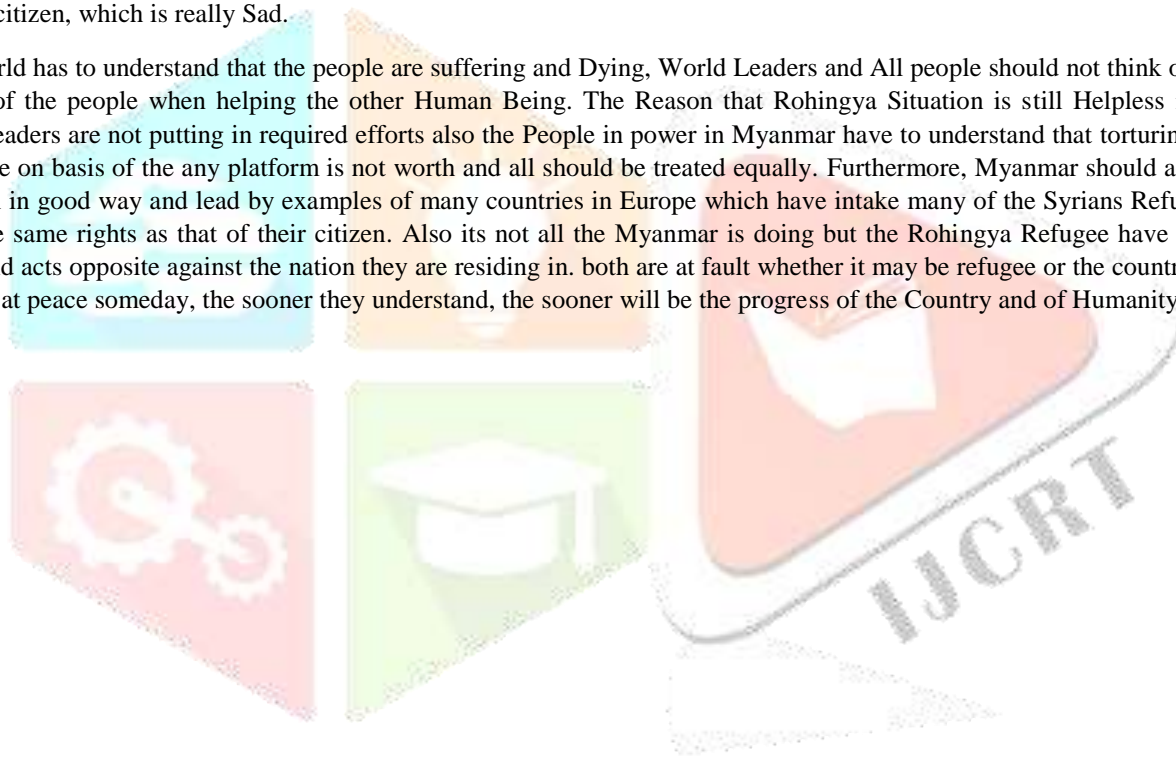 citizen, which is really Sad.
rld has to understand that the people are suffering and Dying, World Leaders and All people should not think o
of the people when helping the other Human Being. The Reason that Rohingya Situation is still Helpless
eaders are not putting in required efforts also the People in power in Myanmar have to understand that torturin
e on basis of the any platform is not worth and all should be treated equally. Furthermore, Myanmar should a
in good way and lead by examples of many countries in Europe which have intake many of the Syrians Refu
e same rights as that of their citizen. Also its not all the Myanmar is doing but the Rohingya Refugee have
d acts opposite against the nation they are residing in. both are at fault whether it may be refugee or the countr
at peace someday, the sooner they understand, the sooner will be the progress of the Country and of Humanity
IJCRT